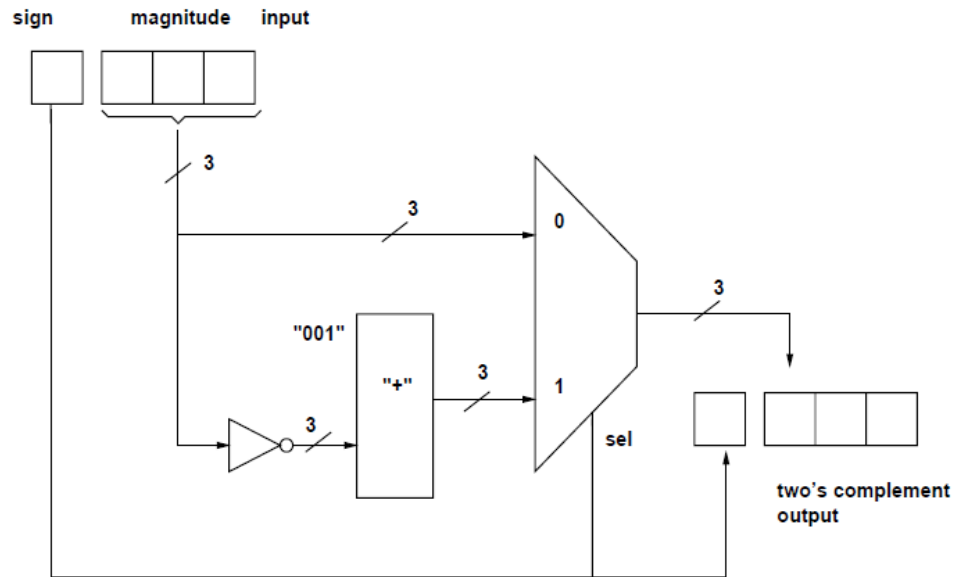 sign magnitude input
3
3
0
3
"001"
"+"
3
1
3
sel
two's complement
output